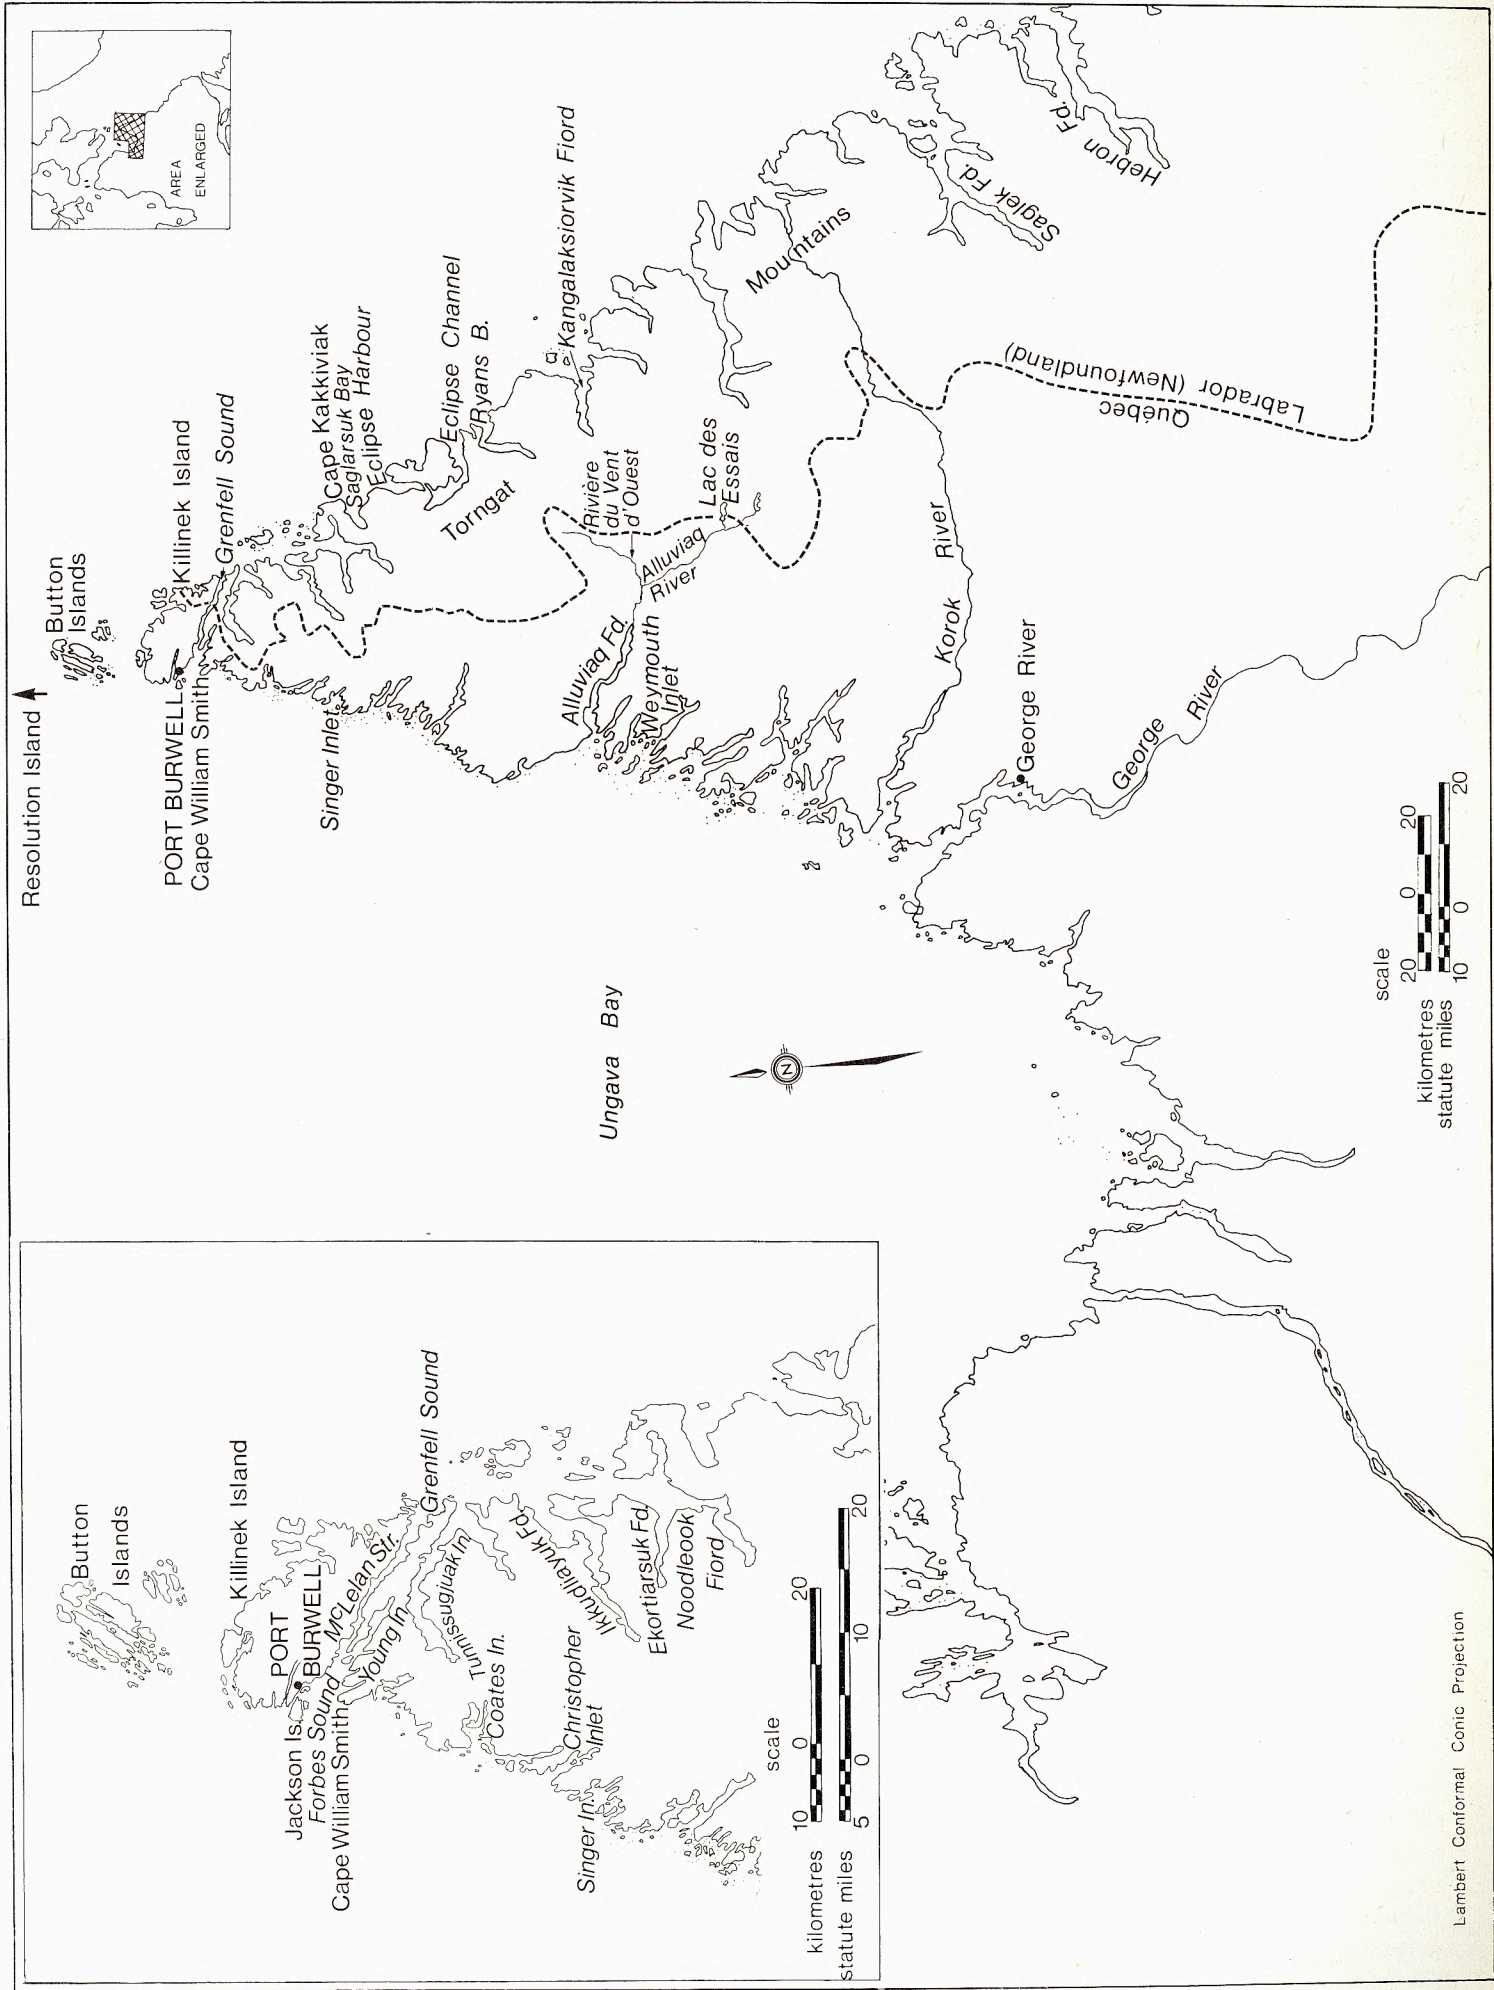 Resolution Island
Button
Islands
Killinek Island
PORT BURWELL
Cape William Smith
Grenfell Sound
Singer Inlet
Cape Kakkiviak
Saglarsuk Bay
Eclipse Harbour
Eclipse Channel
Ryans B.
Kangalaksiorvik Fiord
Torngat
Mountains
Rivière
du Vent
d'Ouest
Lac des
Essais
Alluviaq
River
Alluviaq Fd.
Weymouth
Inlet
Saglek Fd.
Hebron Fd.
Korok River
George River
George River
Labrador (Newfoundland)
Québec
Ungava Bay
N
AREA
ENLARGED
scale
20 0 20
kilometres
statute miles
10 0 20
Button
Islands
Killinek Island
PORT
BURWELL
Jackson Is.
Forbes Sound
Cape William Smith
McLelan Str.
Grenfell Sound
Young In.
Tunnissugjuak In.
Coates In.
Ikkudliayuk Fd.
Christopher
Inlet
Ekortiarsuk Fd.
Noodleook
Fiord
Singer In.
scale
10 0 20
kilometres
statute miles
5 0 10 20
Lambert Conformal Conic Projection